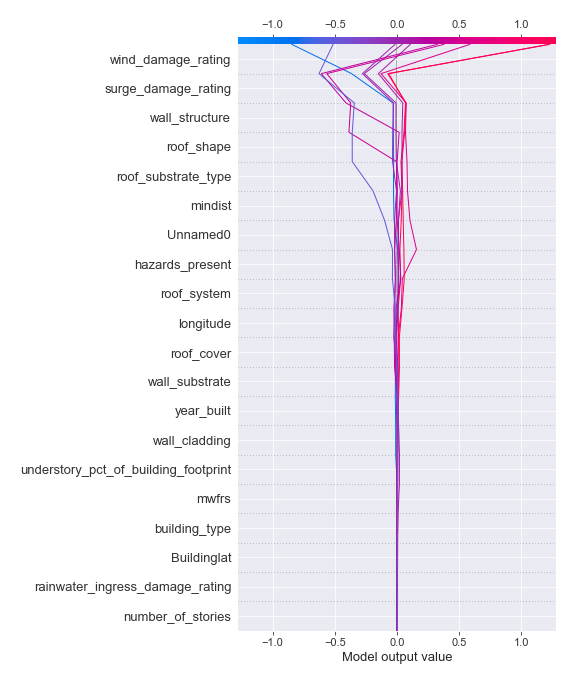 −1.0 −0.5 0.0 0.5 1.0
wind_damage_rating
surge_damage_rating
wall_structure
roof_shape
roof_substrate_type
mindist
Unnamed0
hazards_present
roof_system
longitude
roof_cover
wall_substrate
year_built
wall_cladding
understory_pct_of_building_footprint
mwfrs
building_type
Buildinglat
rainwater_ingress_damage_rating
number_of_stories
−1.0 −0.5 0.0 0.5 1.0
Model output value